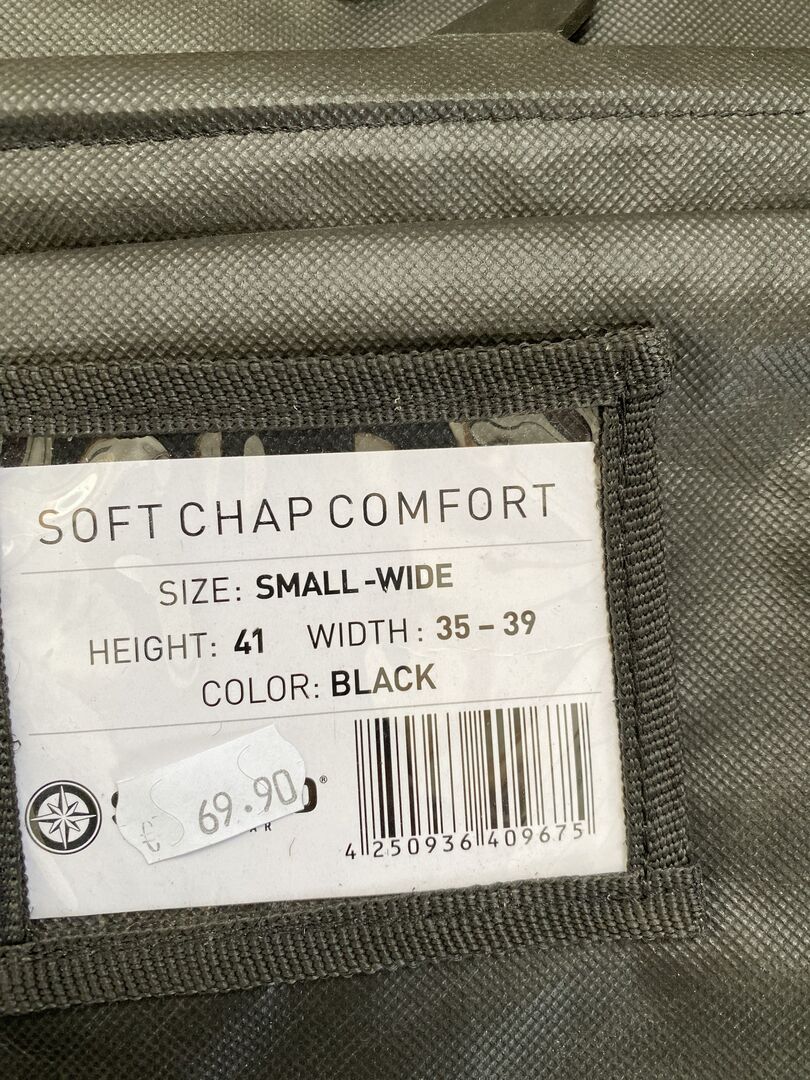 SOFT CHAP COMFORT
SIZE: SMALL-WIDE
HEIGHT: 41 WIDTH: 35 – 39
COLOR: BLACK
€ 69.90
4 250936 409675